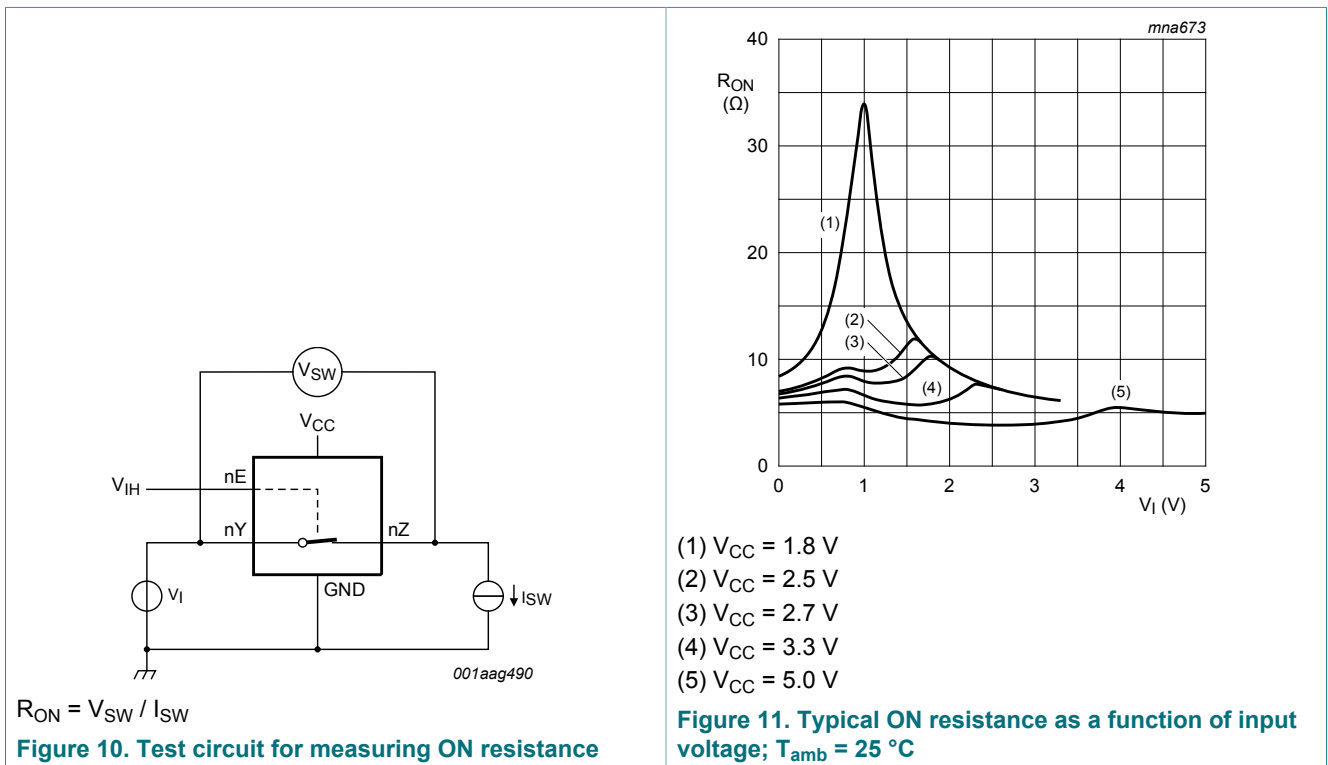 V_SW
V_CC
V_IH
nE
nY
nZ
V_I
GND
I_SW
001aag490
R_ON = V_SW / I_SW
Figure 10. Test circuit for measuring ON resistance
mna673
40
R_ON
(Ω)
30
(1)
20
(2)
(3)
10
(4)
(5)
0
0
1
2
3
4
5
V_I (V)
(1) V_CC = 1.8 V
(2) V_CC = 2.5 V
(3) V_CC = 2.7 V
(4) V_CC = 3.3 V
(5) V_CC = 5.0 V
Figure 11. Typical ON resistance as a function of input
voltage; T_amb = 25 °C